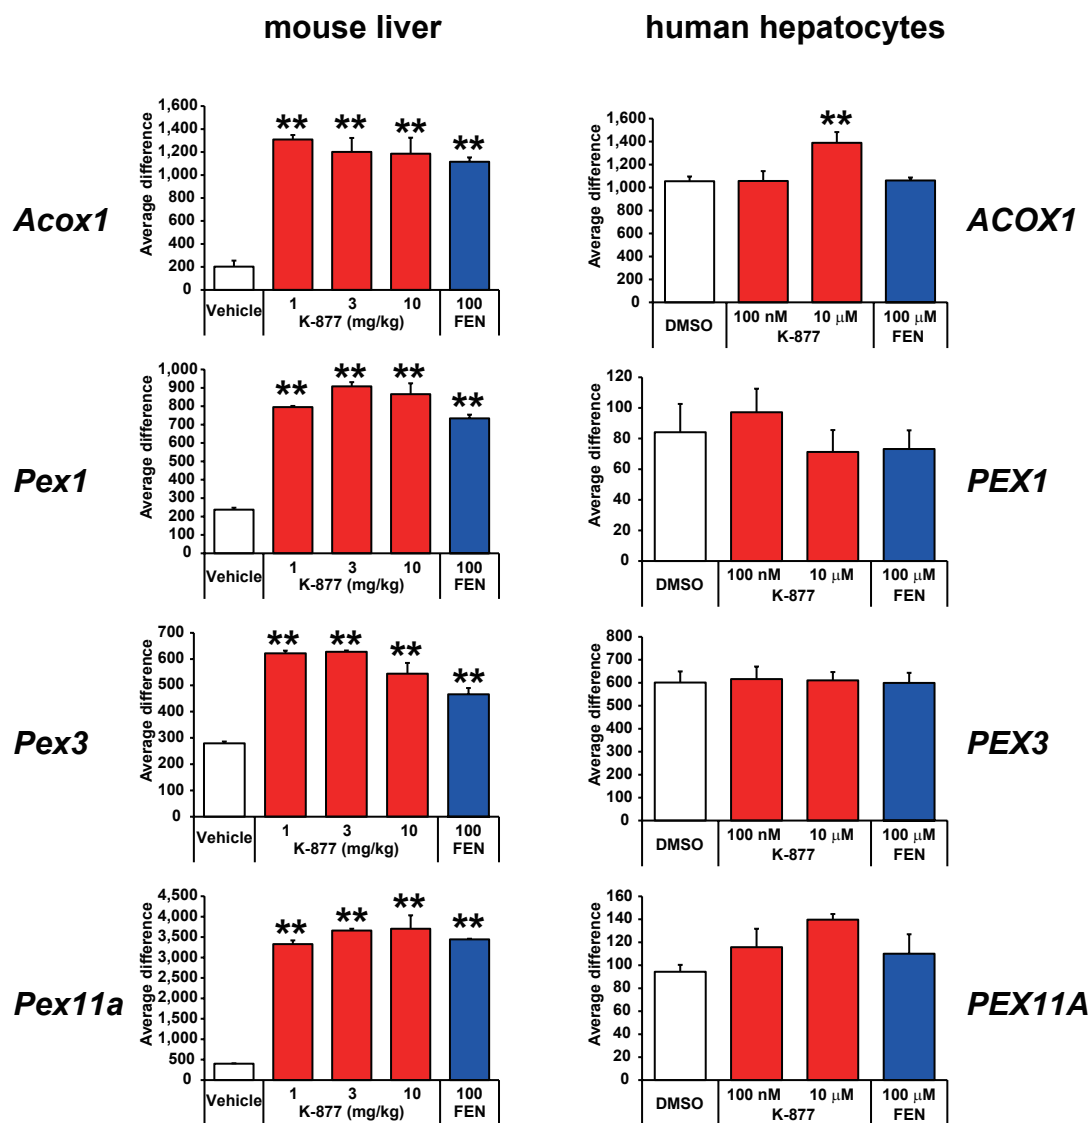 mouse liver human hepatocytes
Acox1
Average difference
1,600
1,400
1,200
1,000
800
600
400
200
0
** ** ** **
Vehicle 1 3 10 100
K-877 (mg/kg) FEN
Average difference
1,600
1,400
1,200
1,000
800
600
400
200
0
**
DMSO 100 nM 10 μM 100 μM
K-877 FEN
ACOX1
Pex1
Average difference
1,000
900
800
700
600
500
400
300
200
100
0
** ** ** **
Vehicle 1 3 10 100
K-877 (mg/kg) FEN
Average difference
120
100
80
60
40
20
0
DMSO 100 nM 10 μM 100 μM
K-877 FEN
PEX1
Pex3
Average difference
700
600
500
400
300
200
100
0
** ** ** **
Vehicle 1 3 10 100
K-877 (mg/kg) FEN
Average difference
800
700
600
500
400
300
200
100
0
DMSO 100 nM 10 μM 100 μM
K-877 FEN
PEX3
Pex11a
Average difference
4,500
4,000
3,500
3,000
2,500
2,000
1,500
1,000
500
0
** ** ** **
Vehicle 1 3 10 100
K-877 (mg/kg) FEN
Average difference
160
140
120
100
80
60
40
20
0
DMSO 100 nM 10 μM 100 μM
K-877 FEN
PEX11A